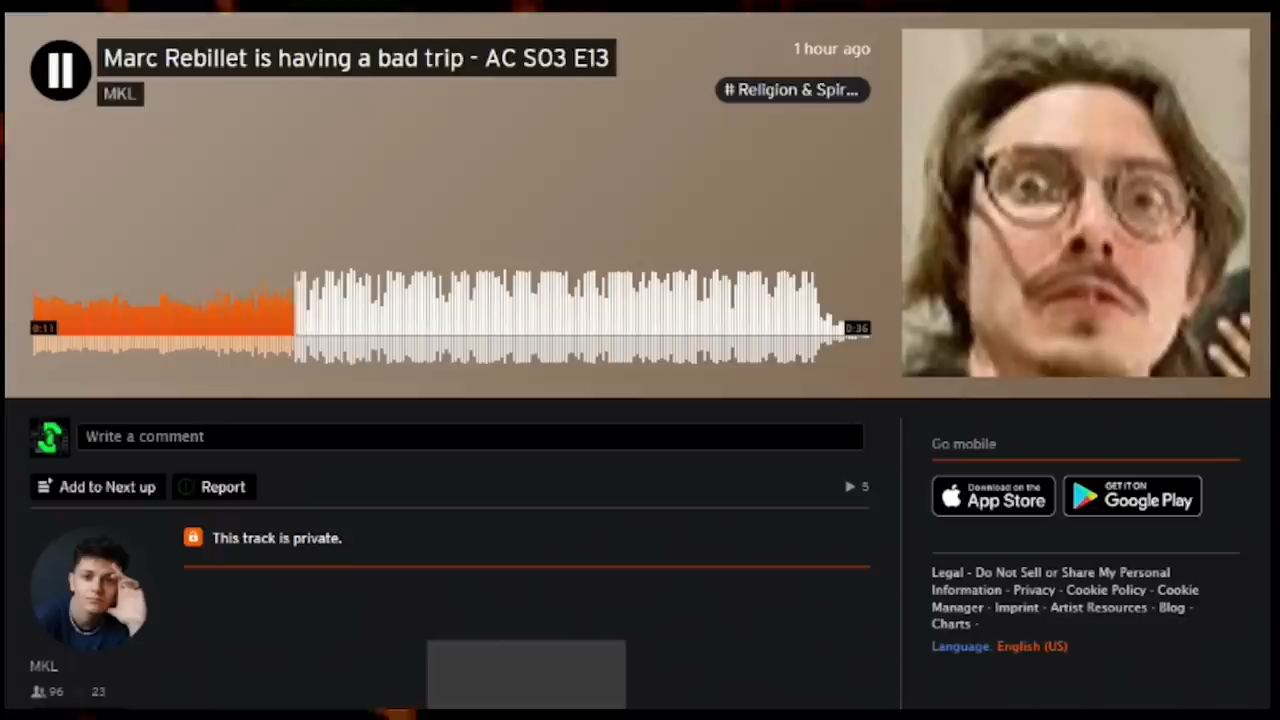 Marc Rebillet is having a bad trip - AC S03 E13
MKL
1 hour ago
# Religion & Spir...
0:11
0:36
Write a comment
Add to Next up
Report
5
This track is private.
MKL
96
23
Go mobile
Download on the
App Store
GET IT ON
Google Play
Legal - Do Not Sell or Share My Personal
Information - Privacy - Cookie Policy - Cookie
Manager - Imprint - Artist Resources - Blog -
Charts -
Language: English (US)